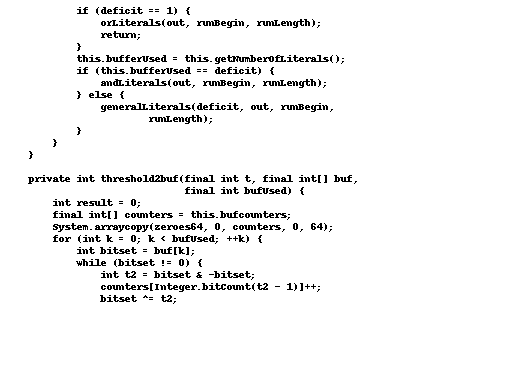 if (deficit == 1) {
orLiterals(out, runBegin, runLength);
return;
}
this.bufferUsed = this.getNumberOfLiterals();
if (this.bufferUsed == deficit) {
andLiterals(out, runBegin, runLength);
} else {
generalLiterals(deficit, out, runBegin,
runLength);
}
}
}
private int threshold2buf(final int t, final int[] buf,
final int bufUsed) {
int result = 0;
final int[] counters = this.bufcounters;
System.arraycopy(zeroes64, 0, counters, 0, 64);
for (int k = 0; k < bufUsed; ++k) {
int bitset = buf[k];
while (bitset != 0) {
int t2 = bitset & -bitset;
counters[Integer.bitCount(t2 - 1)]++;
bitset ^= t2;